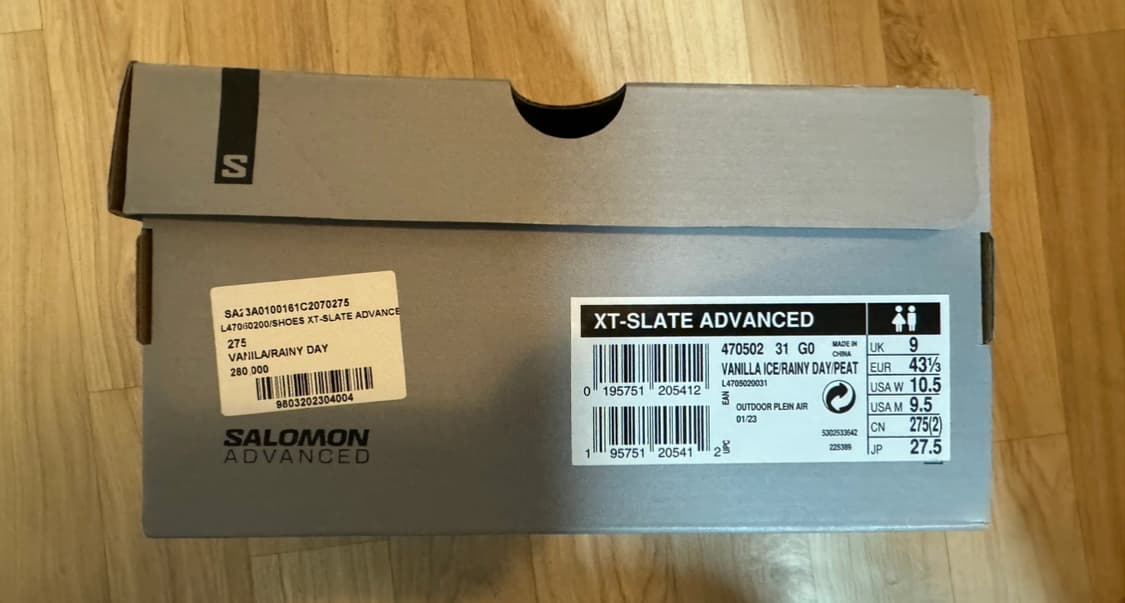 S
SA23A0100161C2070275
L47060200/SHOES XT-SLATE ADVANCE
275
VANILA/RAINY DAY
280 000
9803202304004
SALOMON
ADVANCED
XT-SLATE ADVANCED
470502 31 G0 MADE IN CHINA
VANILLA ICE/RAINY DAY/PEAT
L4705020031
0 195751 205412
EAN
OUTDOOR PLEIN AIR
01/23
5302533642
225389
1 95751 20541 2
UPC
UK 9
EUR 43⅓
USA W 10.5
USA M 9.5
CN 275(2)
JP 27.5